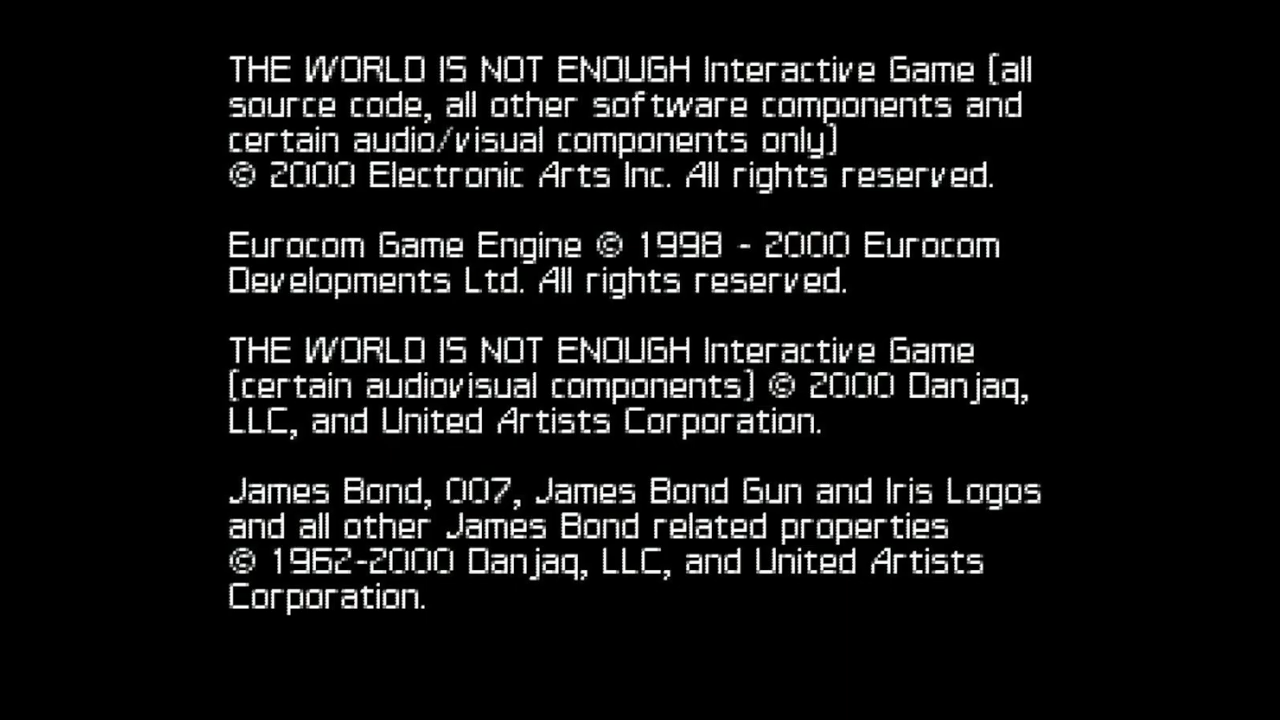 THE WORLD IS NOT ENOUGH Interactive Game (all
source code, all other software components and
certain audio/visual components only)
© 2000 Electronic Arts Inc. All rights reserved.
Eurocom Game Engine © 1998 - 2000 Eurocom
Developments Ltd. All rights reserved.
THE WORLD IS NOT ENOUGH Interactive Game
(certain audiovisual components) © 2000 Danjaq,
LLC, and United Artists Corporation.
James Bond, 007, James Bond Gun and Iris Logos
and all other James Bond related properties
© 1962-2000 Danjaq, LLC, and United Artists
Corporation.